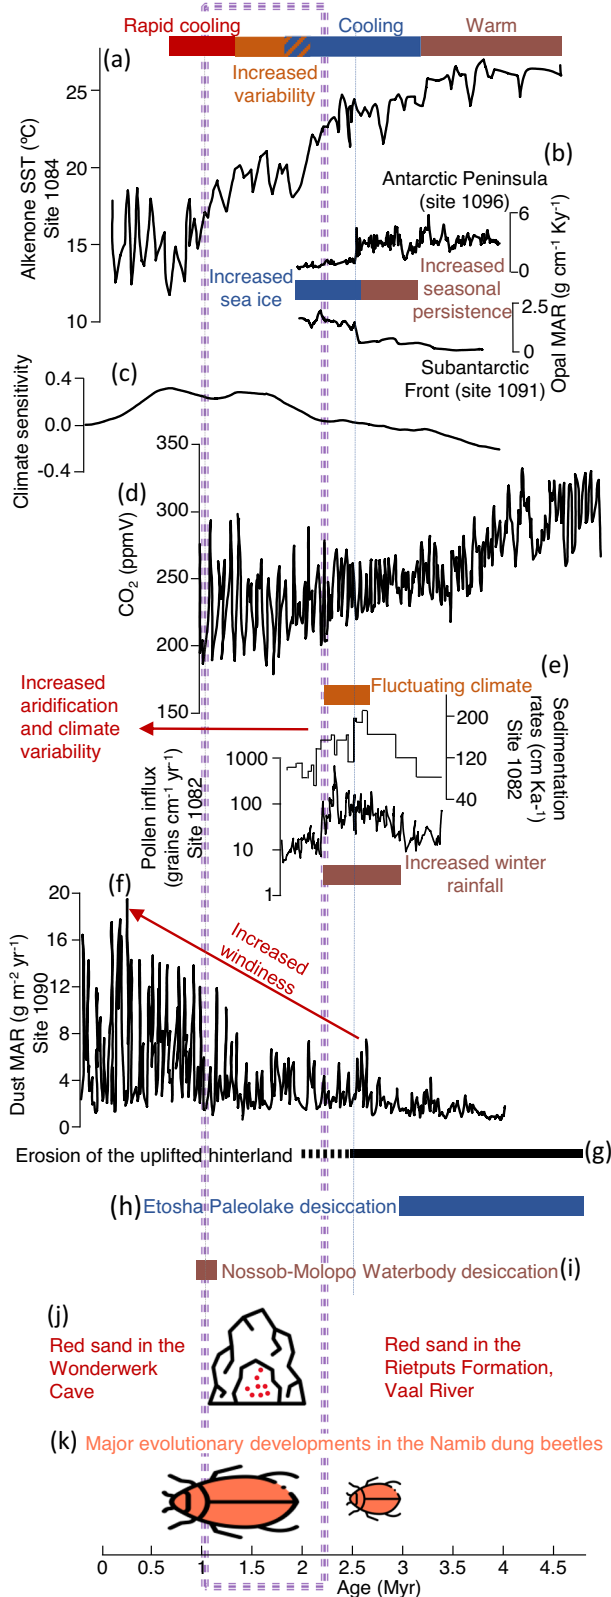 Rapid cooling
Cooling
Warm
(a)
Increased
variability
25
20
15
10
Alkenone SST (ºC)
Site 1084
(b)
Antarctic Peninsula
(site 1096)
6
0
Increased
sea ice
Increased
seasonal
persistence
2.5
0
Opal MAR (g cm-1 Ky-1)
Subantarctic
Front (site 1091)
(c)
0.4
0.0
-0.4
Climate sensitivity
(d)
350
300
250
200
150
CO2 (ppmV)
(e)
Fluctuating climate
Increased
aridification
and climate
variability
200
120
40
Sedimentation
rates (cm Ka-1)
Site 1082
1000
100
10
1
Pollen influx
(grains cm-1 yr-1)
Site 1082
Increased winter
rainfall
(f)
20
16
12
8
4
0
Dust MAR (g m-2 yr-1)
Site 1090
Increased
windiness
Erosion of the uplifted hinterland
(g)
(h) Etosha Paleolake desiccation
Nossob-Molopo Waterbody desiccation (i)
(j)
Red sand in the
Wonderwerk
Cave
Red sand in the
Rietputs Formation,
Vaal River
(k) Major evolutionary developments in the Namib dung beetles
0 0.5 1 1.5 2 2.5 3 3.5 4 4.5
Age (Myr)